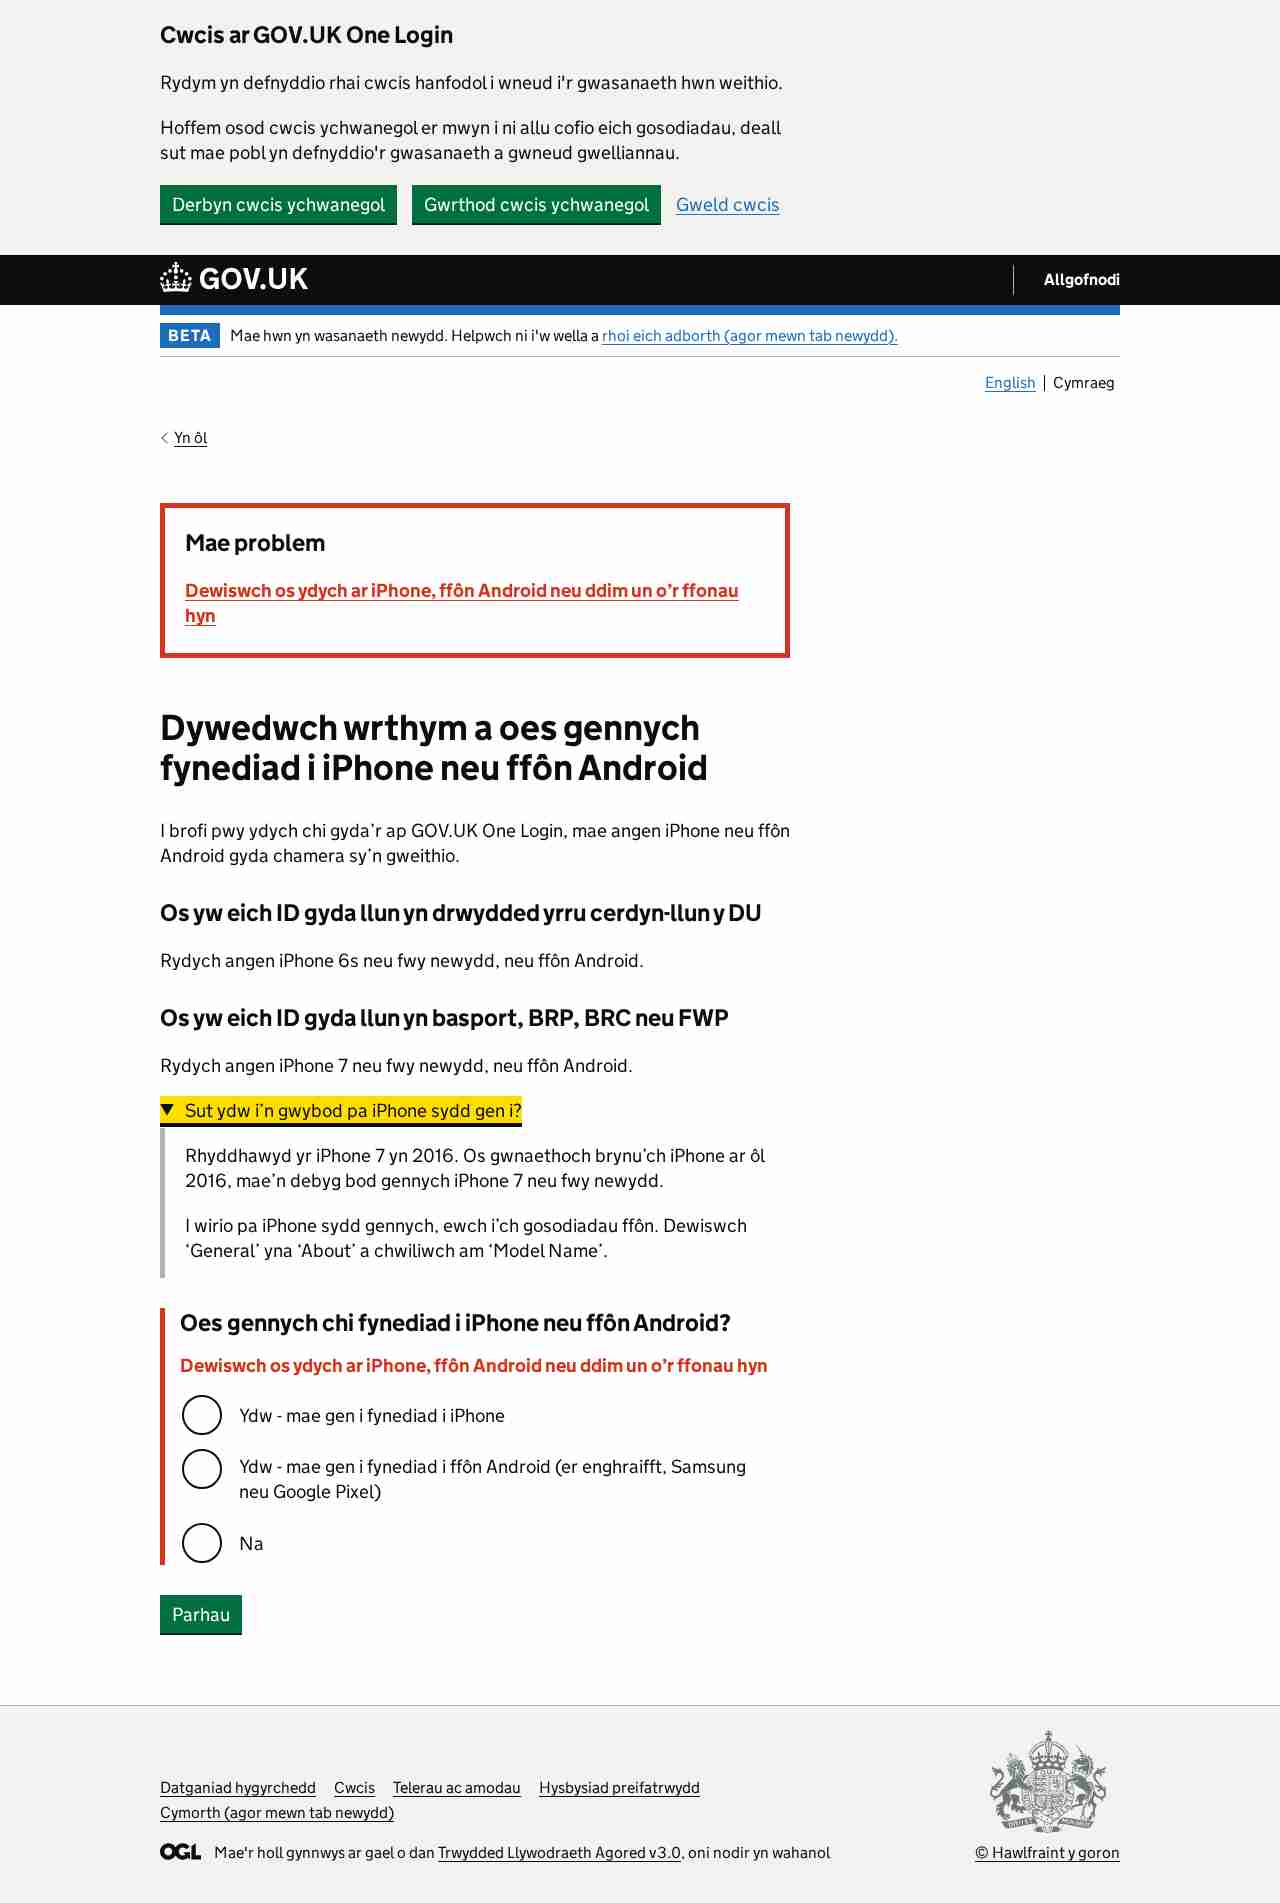 Cwcis ar GOV.UK One Login
Rydym yn defnyddio rhai cwcis hanfodol i wneud i'r gwasanaeth hwn weithio.
Hoffem osod cwcis ychwanegol er mwyn i ni allu cofio eich gosodiadau, deall
sut mae pobl yn defnyddio'r gwasanaeth a gwneud gwelliannau.
Derbyn cwcis ychwanegol
Gwrthod cwcis ychwanegol
Gweld cwcis
GOV.UK
Allgofnodi
BETA
Mae hwn yn wasanaeth newydd. Helpwch ni i'w wella a rhoi eich adborth (agor mewn tab newydd).
English
Cymraeg
Yn ôl
Mae problem
Dewiswch os ydych ar iPhone, ffôn Android neu ddim un o’r ffonau
hyn
Dywedwch wrthym a oes gennych
fynediad i iPhone neu ffôn Android
I brofi pwy ydych chi gyda’r ap GOV.UK One Login, mae angen iPhone neu ffôn
Android gyda chamera sy’n gweithio.
Os yw eich ID gyda llun yn drwydded yrru cerdyn-llun y DU
Rydych angen iPhone 6s neu fwy newydd, neu ffôn Android.
Os yw eich ID gyda llun yn basport, BRP, BRC neu FWP
Rydych angen iPhone 7 neu fwy newydd, neu ffôn Android.
Sut ydw i’n gwybod pa iPhone sydd gen i?
Rhyddhawyd yr iPhone 7 yn 2016. Os gwnaethoch brynu’ch iPhone ar ôl
2016, mae’n debyg bod gennych iPhone 7 neu fwy newydd.
I wirio pa iPhone sydd gennych, ewch i’ch gosodiadau ffôn. Dewiswch
‘General’ yna ‘About’ a chwiliwch am ‘Model Name’.
Oes gennych chi fynediad i iPhone neu ffôn Android?
Dewiswch os ydych ar iPhone, ffôn Android neu ddim un o’r ffonau hyn
Ydw - mae gen i fynediad i iPhone
Ydw - mae gen i fynediad i ffôn Android (er enghraifft, Samsung
neu Google Pixel)
Na
Parhau
Datganiad hygyrchedd
Cwcis
Telerau ac amodau
Hysbysiad preifatrwydd
Cymorth (agor mewn tab newydd)
OGL
Mae'r holl gynnwys ar gael o dan Trwydded Llywodraeth Agored v3.0, oni nodir yn wahanol
© Hawlfraint y goron